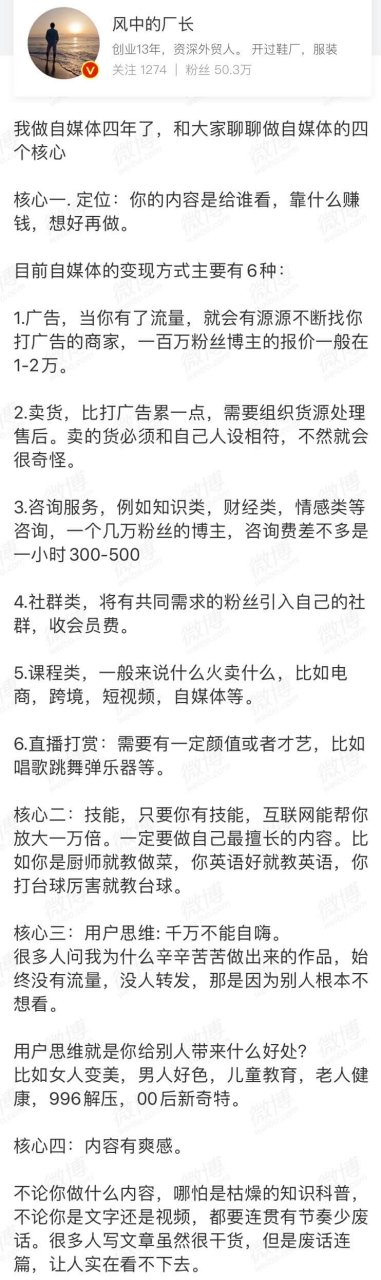 风中的厂长
创业13年，资深外贸人。 开过鞋厂，服装
关注 1274 | 粉丝 50.3万
我做自媒体四年了，和大家聊聊做自媒体的四
个核心
核心一. 定位：你的内容是给谁看，靠什么赚
钱，想好再做。
目前自媒体的变现方式主要有6种：
1.广告，当你有了流量，就会有源源不断找你
打广告的商家，一百万粉丝博主的报价一般在
1-2万。
2.卖货，比打广告累一点，需要组织货源处理
售后。卖的货必须和自己人设相符，不然就会
很奇怪。
3.咨询服务，例如知识类，财经类，情感类等
咨询，一个几万粉丝的博主，咨询费差不多是
一小时300-500
4.社群类，将有共同需求的粉丝引入自己的社
群，收会员费。
5.课程类，一般来说什么火卖什么，比如电
商，跨境，短视频，自媒体等。
6.直播打赏：需要有一定颜值或者才艺，比如
唱歌跳舞弹乐器等。
核心二：技能，只要你有技能，互联网能帮你
放大一万倍。一定要做自己最擅长的内容。比
如你是厨师就教做菜，你英语好就教英语，你
打台球厉害就教台球。
核心三：用户思维: 千万不能自嗨。
很多人问我为什么辛辛苦苦做出来的作品，始
终没有流量，没人转发，那是因为别人根本不
想看。
用户思维就是你给别人带来什么好处？
比如女人变美，男人好色，儿童教育，老人健
康，996解压，00后新奇特。
核心四：内容有爽感。
不论你做什么内容，哪怕是枯燥的知识科普，
不论你是文字还是视频，都要连贯有节奏少废
话。很多人写文章虽然很干货，但是废话连
篇，让人实在看不下去。